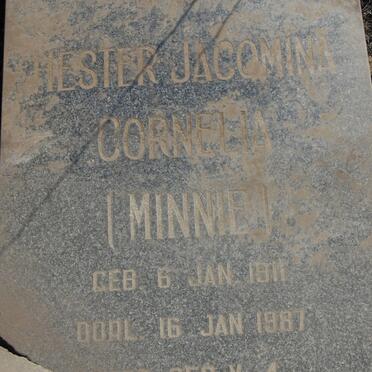 HESTER JACOMINA
CORNELIA
(MINNIE)
GEB. 6 JAN. 1911
OORL. 16 JAN 1987